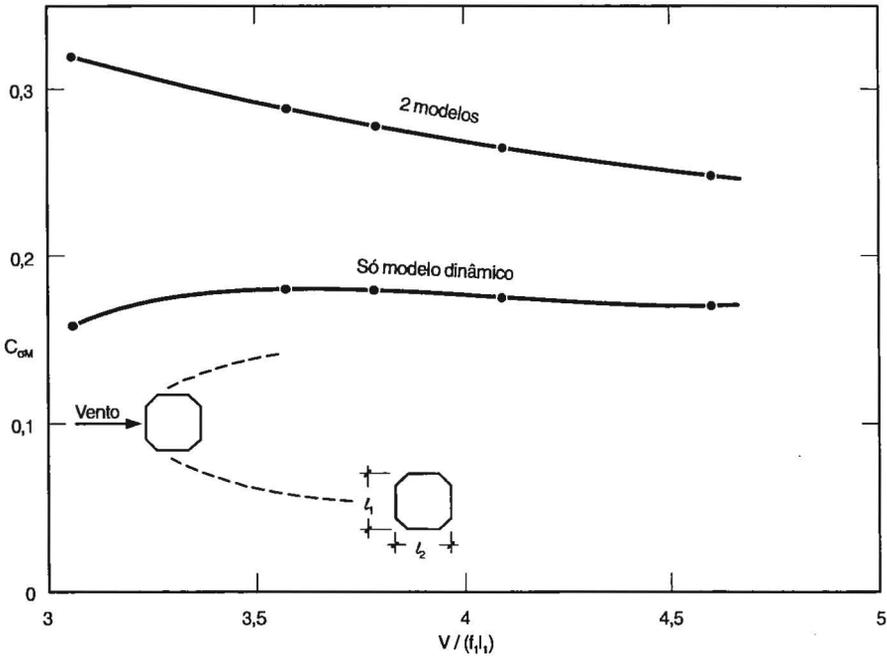 0,3
0,2
C_σM
0,1
0
2 modelos
Só modelo dinâmico
Vento
l₁
l₂
3
3,5
4
4,5
5
V / (f₁l₁)